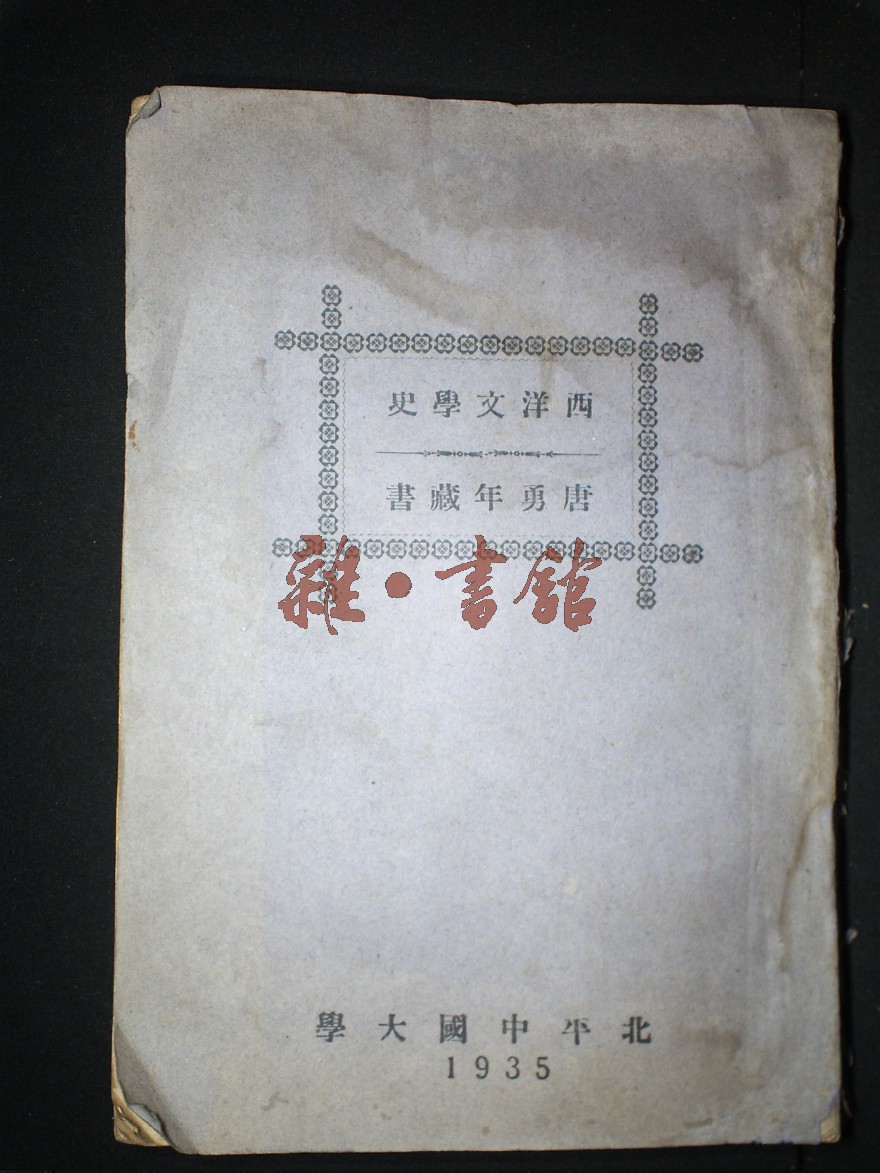 西洋文學史
唐勇年藏書
雜·書館
北平中國大學
1935